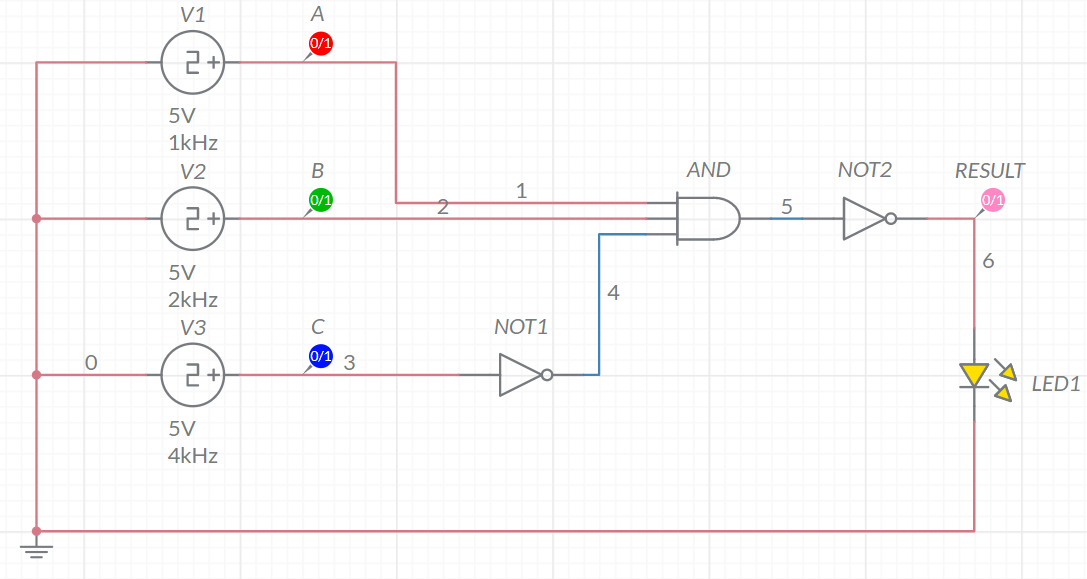 V1
A
0/1
5V
1kHz
V2
B
0/1
1
2
AND
NOT2
RESULT
0/1
5
6
5V
2kHz
4
V3
C
0/1
NOT1
0
3
LED1
5V
4kHz